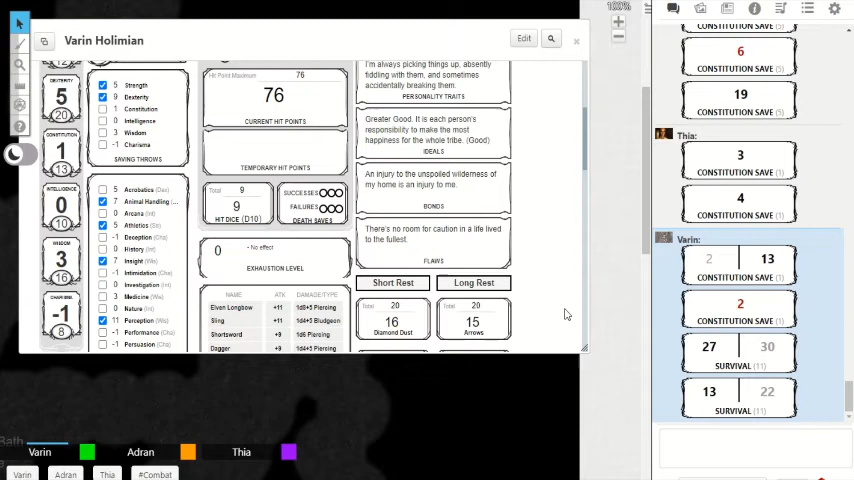 Varin Holimian
Edit
100%
DEXTERITY
5
20
CONSTITUTION
1
13
INTELLIGENCE
0
10
WISDOM
3
16
CHARISMA
-1
8
5 Strength
9 Dexterity
1 Constitution
0 Intelligence
3 Wisdom
-1 Charisma
SAVING THROWS
5 Acrobatics (Dex)
7 Animal Handling (...
0 Arcana (Int)
5 Athletics (Str)
-1 Deception (Cha)
0 History (Int)
7 Insight (Wis)
-1 Intimidation (Cha)
0 Investigation (Int)
3 Medicine (Wis)
0 Nature (Int)
11 Perception (Wis)
-1 Performance (Cha)
-1 Persuasion (Cha)
Hit Point Maximum 76
76
CURRENT HIT POINTS
TEMPORARY HIT POINTS
Total 9
9
HIT DICE (D10)
SUCCESSES
FAILURES
DEATH SAVES
0
• No effect
EXHAUSTION LEVEL
NAME ATK DAMAGE/TYPE
Elven Longbow +11 1d8+5 Piercing
Sling +11 1d4+5 Bludgeon
Shortsword +9 1d6 Piercing
Dagger +9 1d4+5 Piercing
I'm always picking things up, absently
fiddling with them, and sometimes
accidentally breaking them.
PERSONALITY TRAITS
Greater Good. It is each person's
responsibility to make the most
happiness for the whole tribe. (Good)
IDEALS
An injury to the unspoiled wilderness of
my home is an injury to me.
BONDS
There's no room for caution in a life lived
to the fullest.
FLAWS
Short Rest
Long Rest
Total 20
16
Diamond Dust
Total 20
15
Arrows
CONSTITUTION SAVE (5)
6
CONSTITUTION SAVE (5)
19
CONSTITUTION SAVE (5)
Thia:
3
CONSTITUTION SAVE (1)
4
CONSTITUTION SAVE (1)
Varin:
2 13
CONSTITUTION SAVE (1)
2
CONSTITUTION SAVE (1)
27 30
SURVIVAL (11)
13 22
SURVIVAL (11)
Bath
Varin
Adran
Thia
Varin
Adran
Thia
#Combat